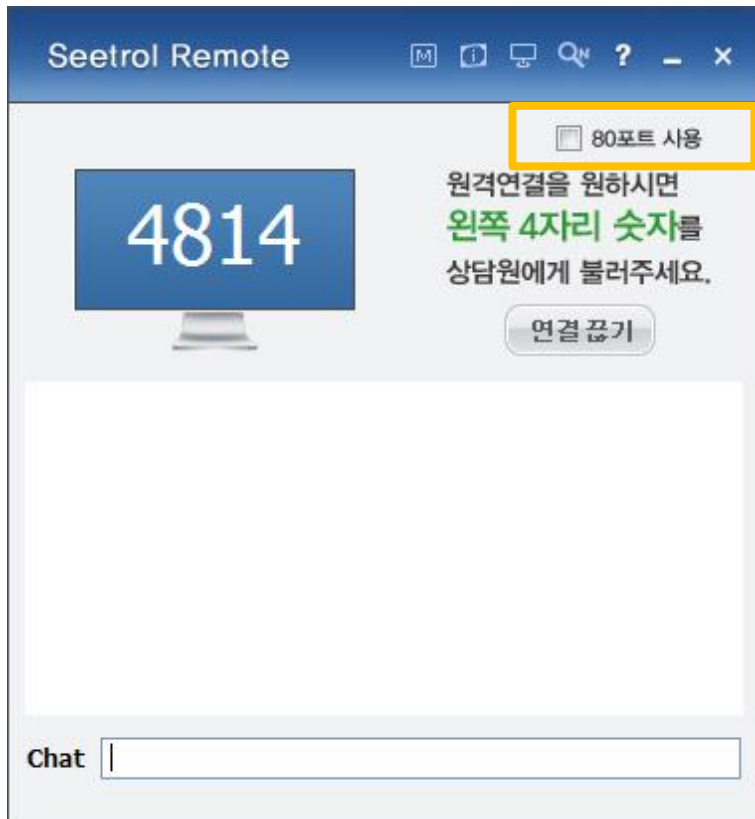 Seetrol Remote
80포트 사용
4814
원격연결을 원하시면
왼쪽 4자리 숫자를
상담원에게 불러주세요.
연결끊기
Chat